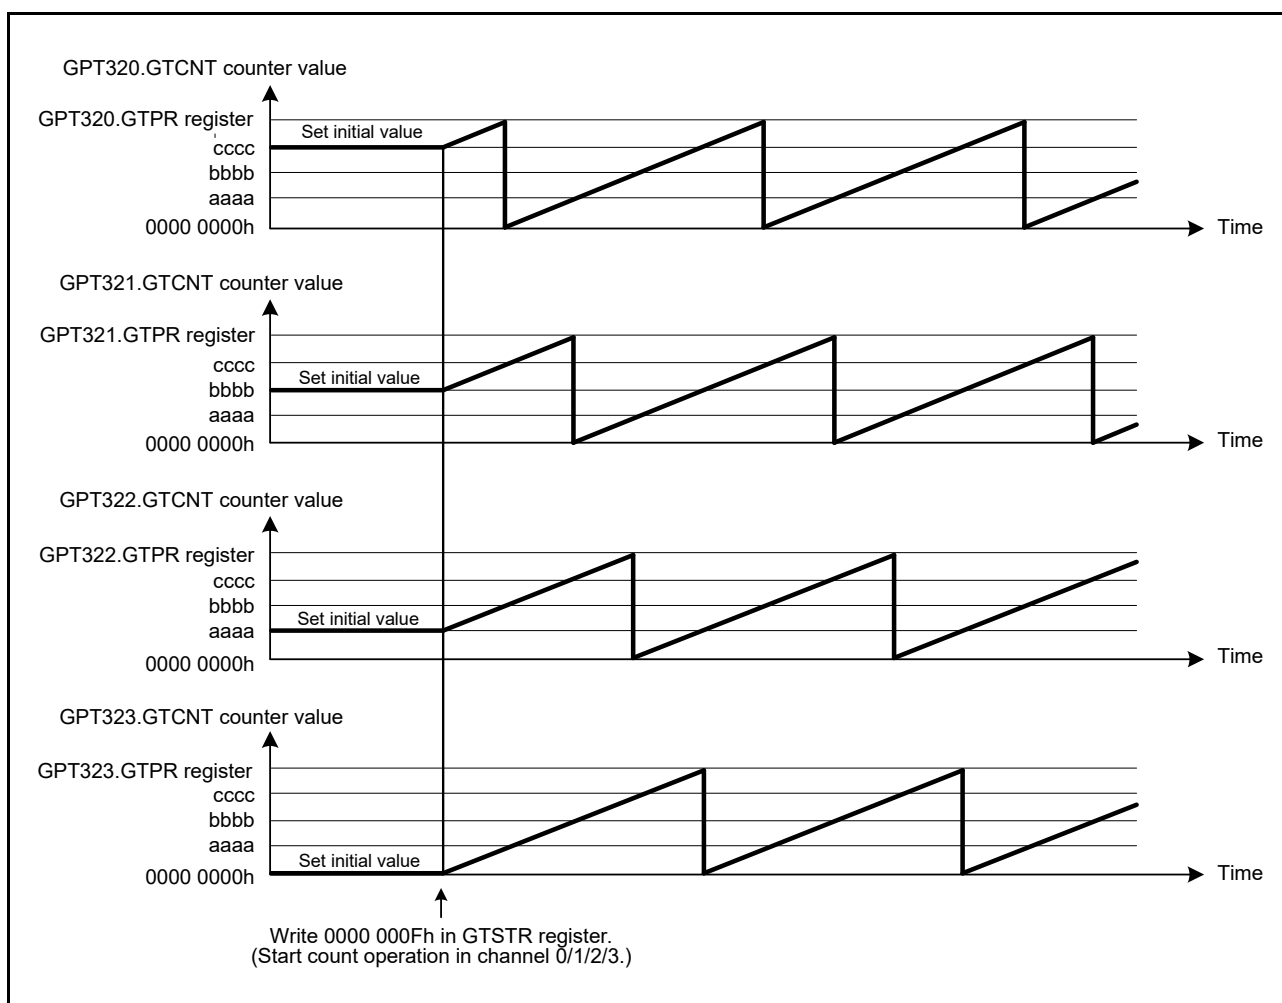 GPT320.GTCNT counter value
GPT320.GTPR register
Set initial value
cccc
bbbb
aaaa
0000 0000h
Time
GPT321.GTCNT counter value
GPT321.GTPR register
cccc
Set initial value
bbbb
aaaa
0000 0000h
Time
GPT322.GTCNT counter value
GPT322.GTPR register
cccc
bbbb
Set initial value
aaaa
0000 0000h
Time
GPT323.GTCNT counter value
GPT323.GTPR register
cccc
bbbb
aaaa
Set initial value
0000 0000h
Time
Write 0000 000Fh in GTSTR register.
(Start count operation in channel 0/1/2/3.)